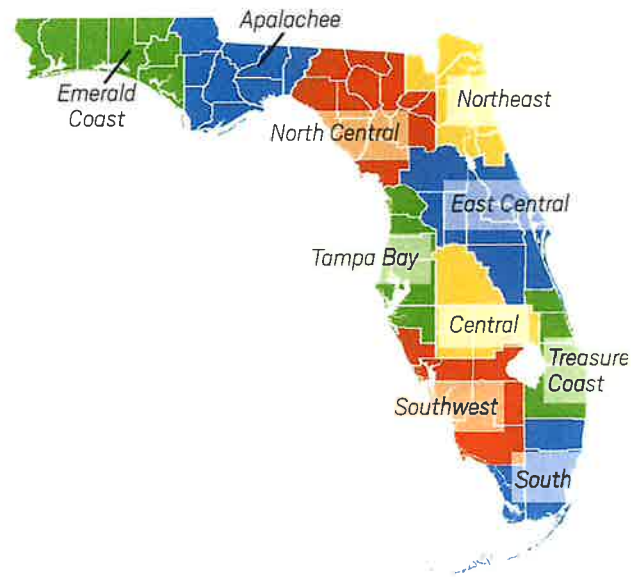 Apalachee
Emerald
Coast
Northeast
North Central
East Central
Tampa Bay
Central
Treasure
Coast
Southwest
South